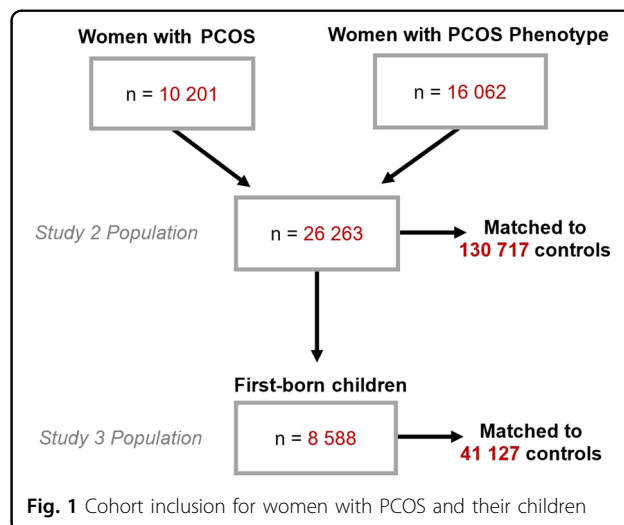 Women with PCOS
Women with PCOS Phenotype
n = 10 201
n = 16 062
Study 2 Population
n = 26 263
Matched to
130 717 controls
First-born children
Study 3 Population
n = 8 588
Matched to
41 127 controls
Fig. 1 Cohort inclusion for women with PCOS and their children